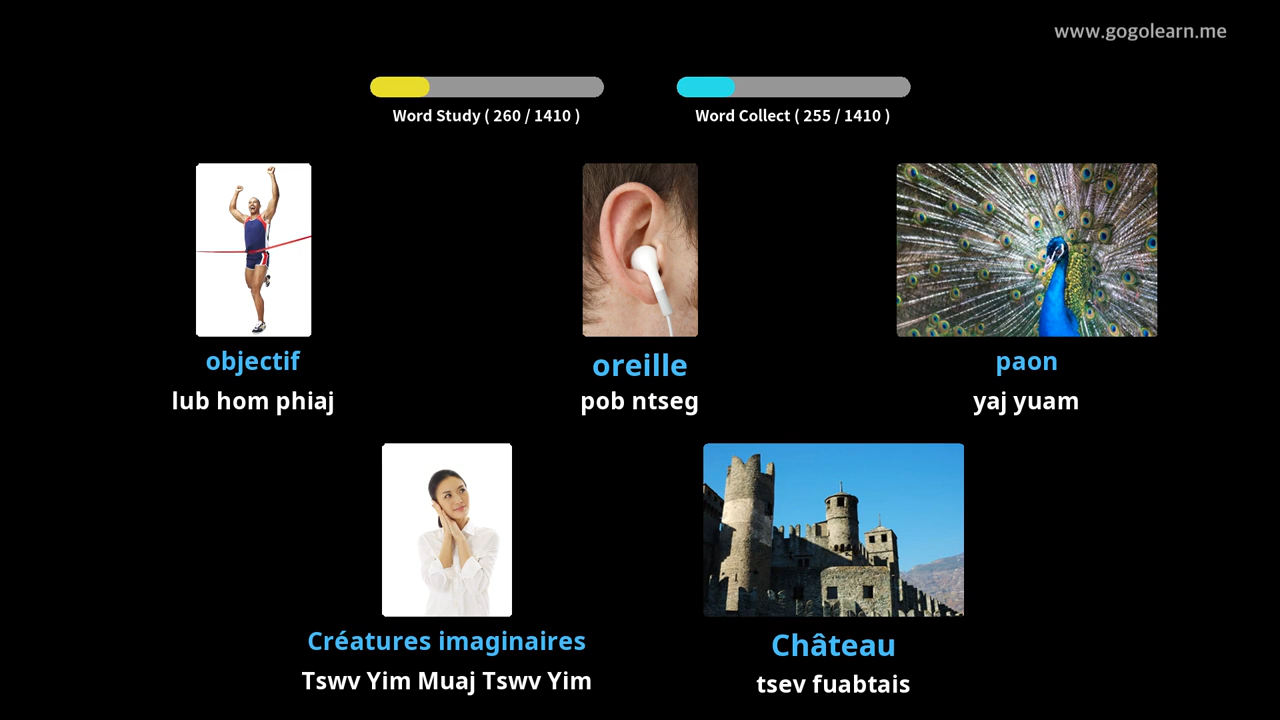 www.gogolearn.me
Word Study ( 260 / 1410 )
Word Collect ( 255 / 1410 )
objectif
lub hom phiaj
oreille
pob ntseg
paon
yaj yuam
Créatures imaginaires
Tswv Yim Muaj Tswv Yim
Château
tsev fuabtais